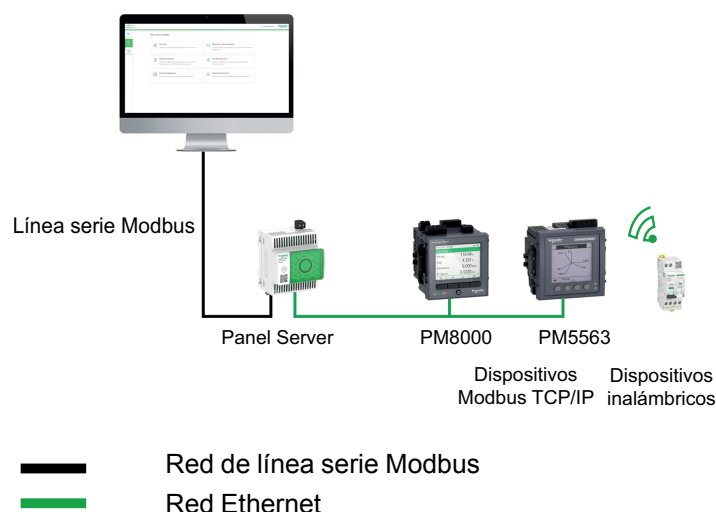 Línea serie Modbus
Panel Server
PM8000
PM5563
Dispositivos
Modbus TCP/IP
Dispositivos
inalámbricos
Red de línea serie Modbus
Red Ethernet